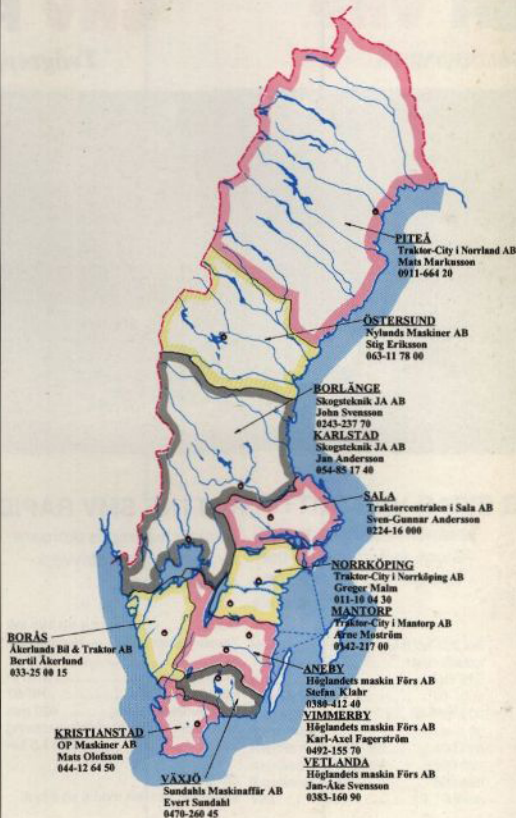 PITEÅ
Traktor-City i Norrland AB
Mats Markusson
0911-664 20
ÖSTERSUND
Nylunds Maskiner AB
Stig Eriksson
063-11 78 00
BORLÄNGE
Skogsteknik JA AB
John Svensson
0243-237 70
KARLSTAD
Skogsteknik JA AB
Jan Andersson
054-85 17 40
SALA
Traktorcentralen i Sala AB
Sven-Gunnar Andersson
0224-16 000
NORRKÖPING
Traktor-City i Norrköping AB
Greger Malm
011-10 04 30
MANTORP
Traktor-City i Mantorp AB
Arne Moström
0142-217 00
BORÅS
Åkerlunds Bil & Traktor AB
Bertil Åkerlund
033-25 00 15
ANEBY
Höglandets maskin Förs AB
Stefan Klahr
0380-412 40
VIMMERBY
Höglandets maskin Förs AB
Karl-Axel Fagerström
0492-155 70
VETLANDA
Höglandets maskin Förs AB
Jan-Åke Svensson
0383-160 90
KRISTIANSTAD
OP Maskiner AB
Mats Olofsson
044-12 64 50
VÄXJÖ
Sundahls Maskinaffär AB
Evert Sundahl
0470-260 45